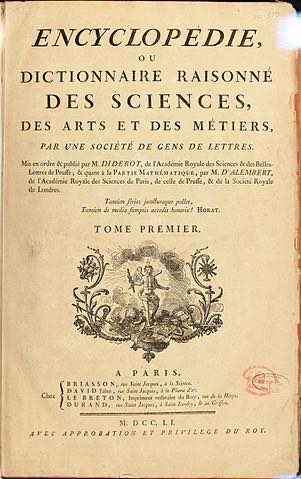 ENCYCLOPÉDIE,
OU
DICTIONNAIRE RAISONNÉ
DES SCIENCES,
DES ARTS ET DES MÉTIERS,
PAR UNE SOCIÉTÉ DE GENS DE LETTRES.
Mis en ordre & publié par M. DIDEROT, de l'Académie Royale des Sciences & des Belles-
Lettres de Prusse; & quant à la PARTIE MATHÉMATIQUE, par M. D'ALEMBERT,
de l'Académie Royale des Sciences de Paris, de celle de Prusse, & de la Société Royale
de Londres.
Tantùm series juncturaque pollet,
Tantùm de medio sumptis accedit honoris! HORAT.
TOME PREMIER.
A PARIS,
Chez
BRIASSON, rue Saint Jacques, à la Science.
DAVID l'aîné, rue Saint Jacques, à la Plume d'or.
LE BRETON, Imprimeur ordinaire du Roy, rue de la Harpe.
DURAND, rue Saint Jacques, à Saint Landry, & au Griffon.
M. DCC. LI.
AVEC APPROBATION ET PRIVILEGE DU ROY.